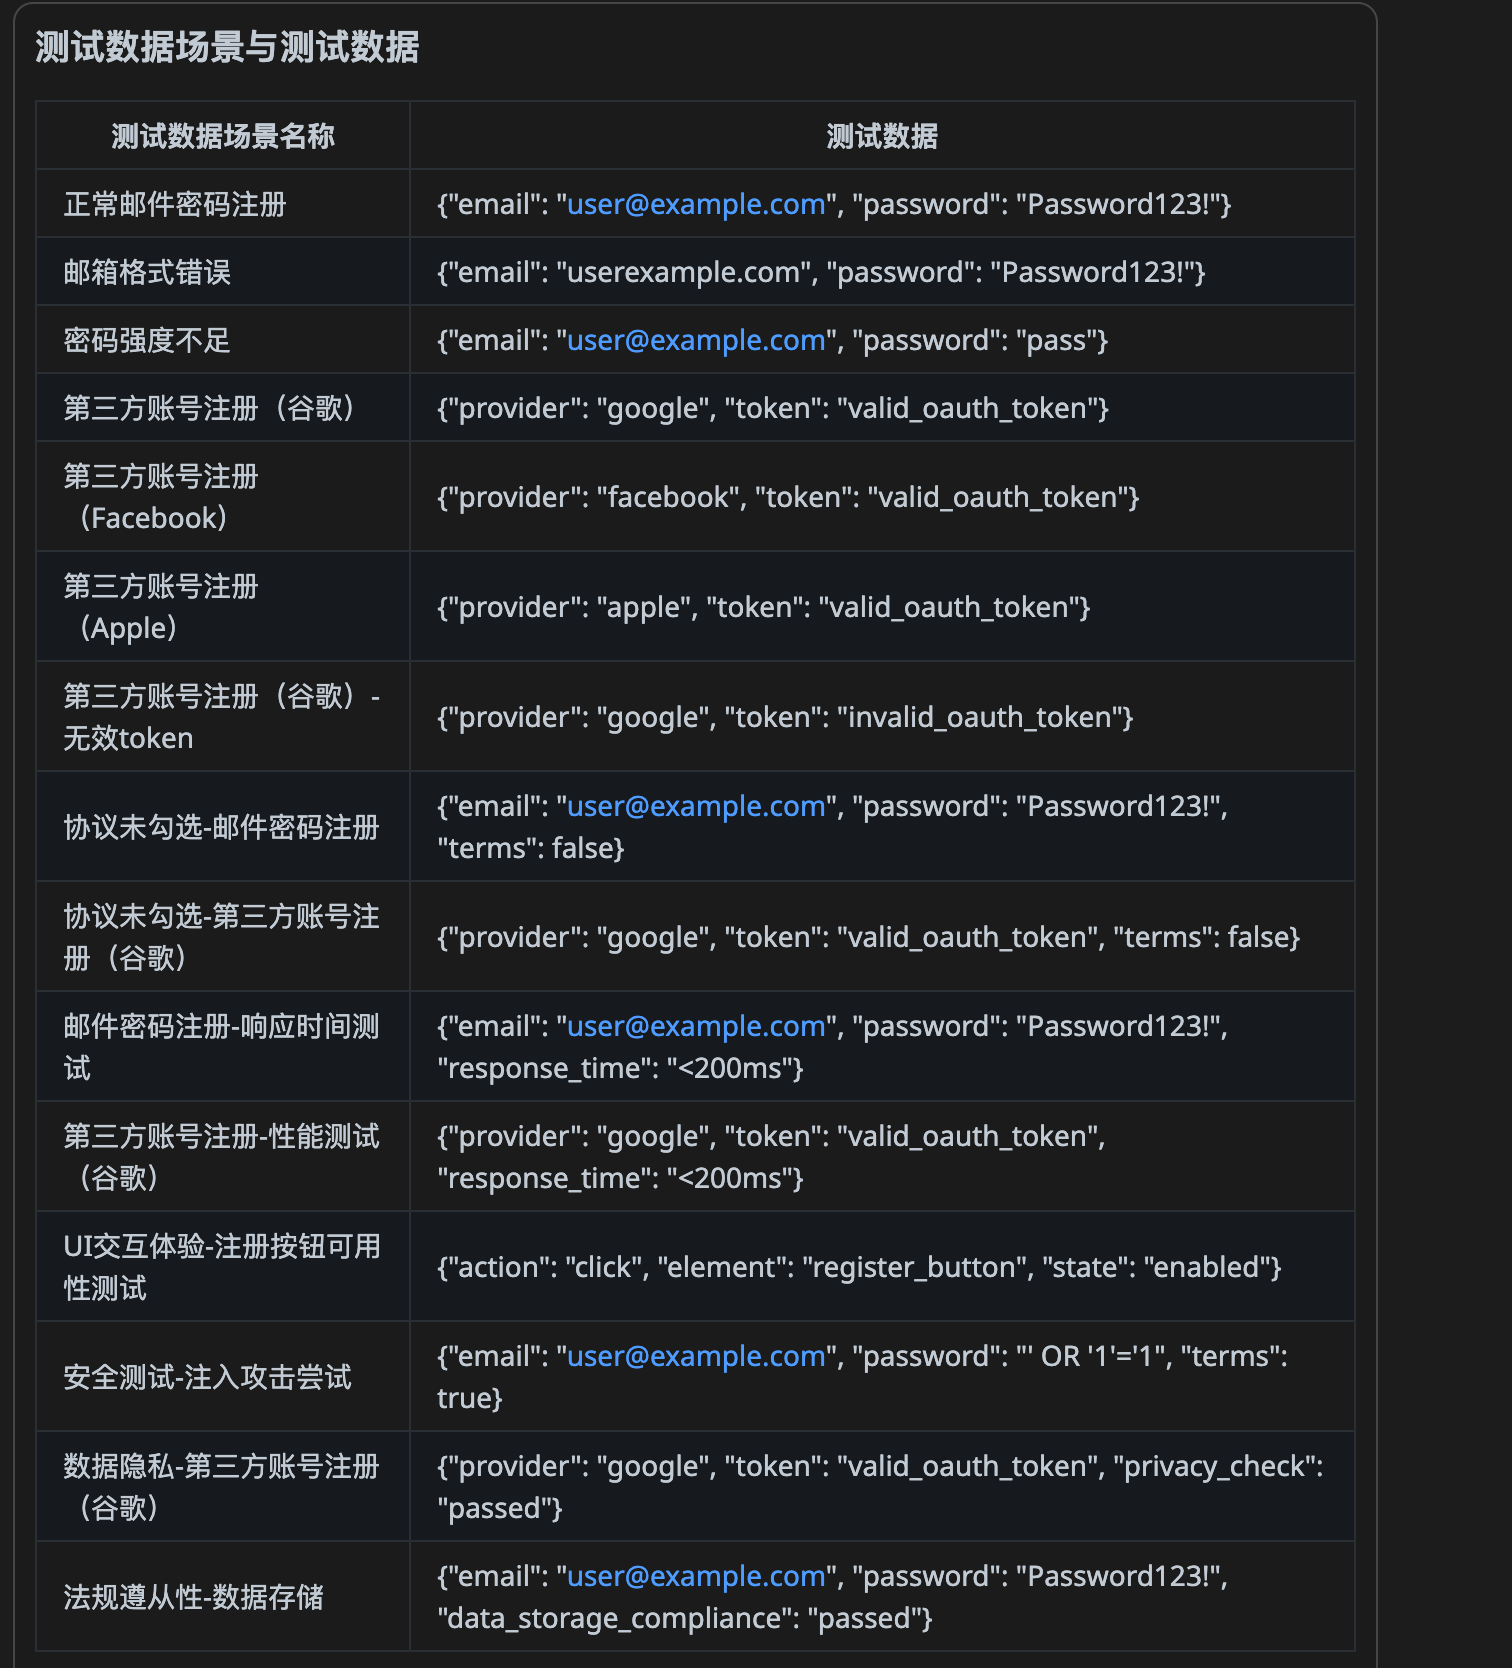 测试数据场景与测试数据
测试数据场景名称
测试数据
正常邮件密码注册
{"email": "user@example.com", "password": "Password123!"}
邮箱格式错误
{"email": "userexample.com", "password": "Password123!"}
密码强度不足
{"email": "user@example.com", "password": "pass"}
第三方账号注册（谷歌）
{"provider": "google", "token": "valid_oauth_token"}
第三方账号注册
（Facebook）
{"provider": "facebook", "token": "valid_oauth_token"}
第三方账号注册
（Apple）
{"provider": "apple", "token": "valid_oauth_token"}
第三方账号注册（谷歌）-
无效token
{"provider": "google", "token": "invalid_oauth_token"}
协议未勾选-邮件密码注册
{"email": "user@example.com", "password": "Password123!",
"terms": false}
协议未勾选-第三方账号注
册（谷歌）
{"provider": "google", "token": "valid_oauth_token", "terms": false}
邮件密码注册-响应时间测
试
{"email": "user@example.com", "password": "Password123!",
"response_time": "<200ms"}
第三方账号注册-性能测试
（谷歌）
{"provider": "google", "token": "valid_oauth_token",
"response_time": "<200ms"}
UI交互体验-注册按钮可用
性测试
{"action": "click", "element": "register_button", "state": "enabled"}
安全测试-注入攻击尝试
{"email": "user@example.com", "password": "' OR '1'='1", "terms":
true}
数据隐私-第三方账号注册
（谷歌）
{"provider": "google", "token": "valid_oauth_token", "privacy_check":
"passed"}
法规遵从性-数据存储
{"email": "user@example.com", "password": "Password123!",
"data_storage_compliance": "passed"}